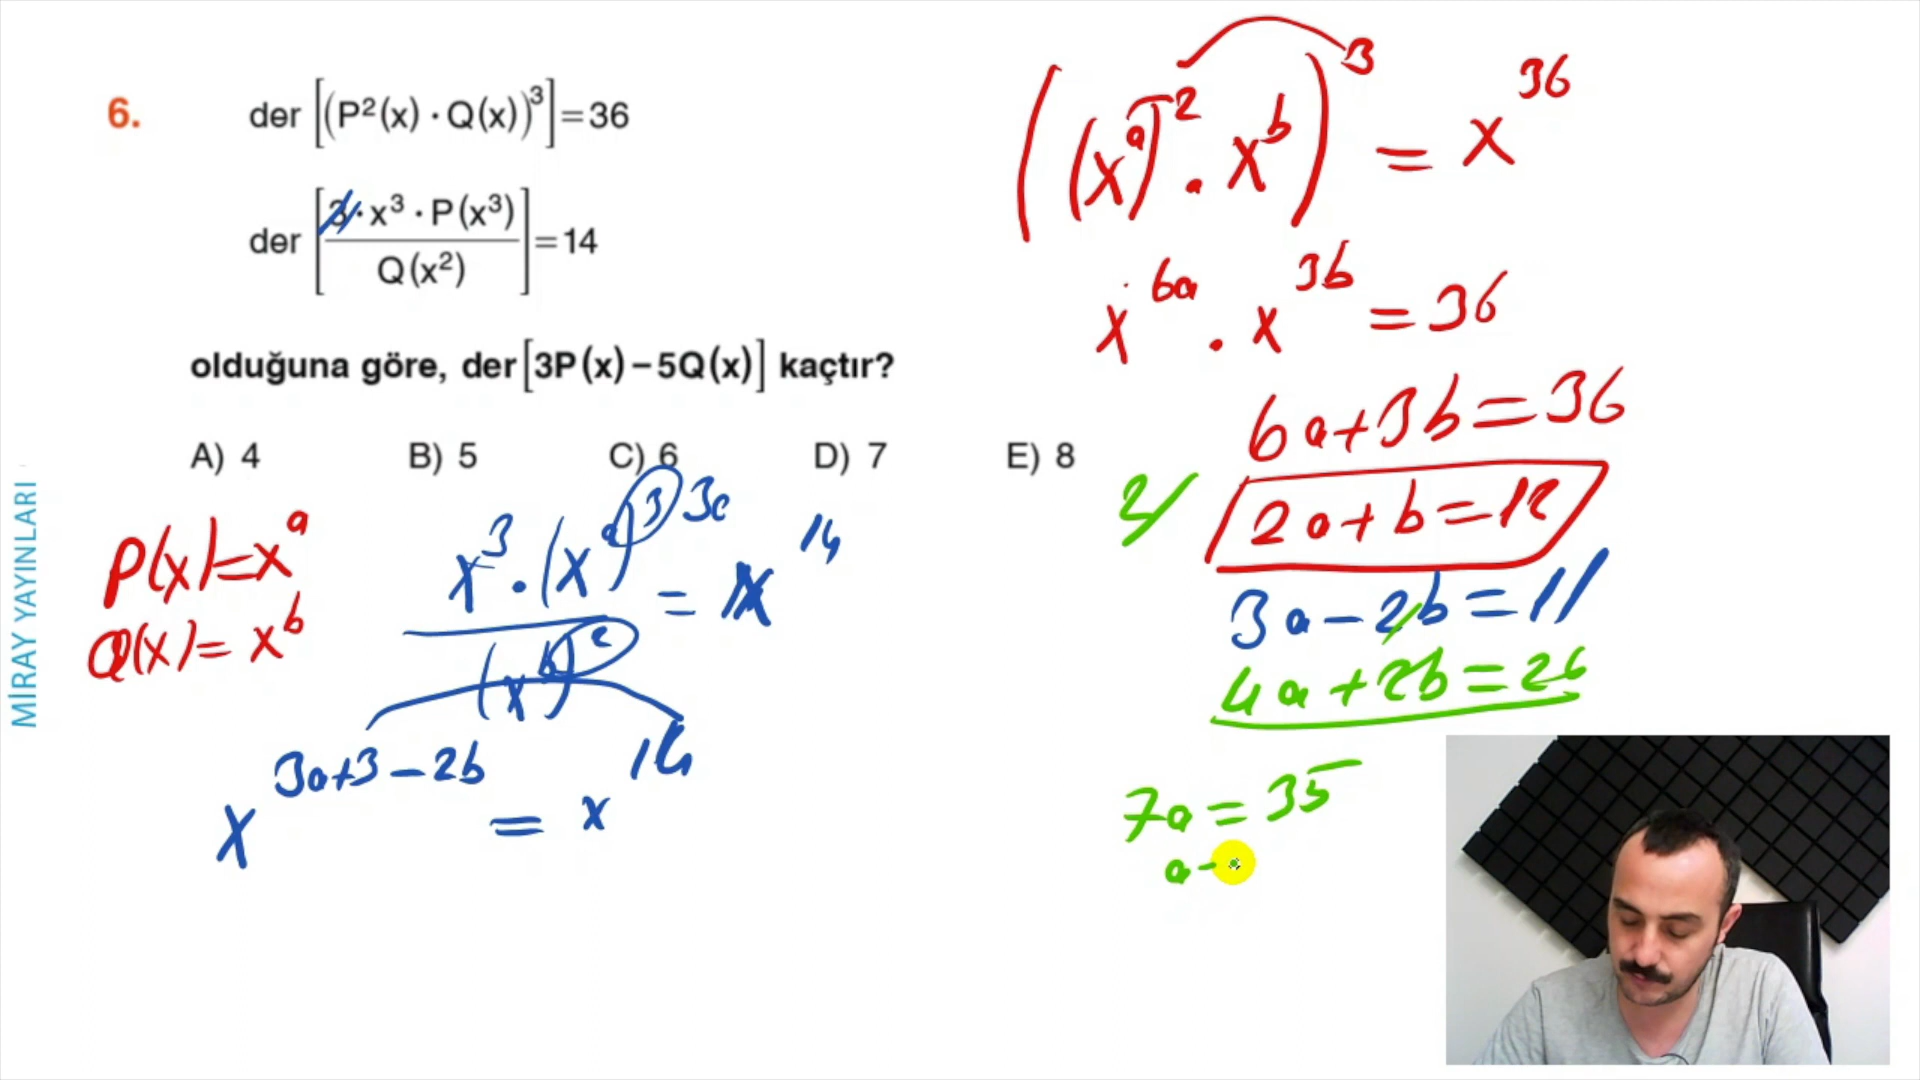 6. der [(P²(x) · Q(x))³] = 36
der [3 · x³ · P(x³) / Q(x²)] = 14
olduğuna göre, der [3P(x) – 5Q(x)] kaçtır?
A) 4 B) 5 C) 6 D) 7 E) 8
MİRAY YAYINLARI
P(x)=x^a
Q(x)=x^b
x³ · (x^a)³ / (x^b)² = x^14
x^(3a+3-2b) = x^14
((x^a)² · x^b)³ = x^36
x^6a · x^3b = 36
6a+3b=36
2/ 2a+b=12
3a-2b=11
4a+2b=26
7a=35
a-